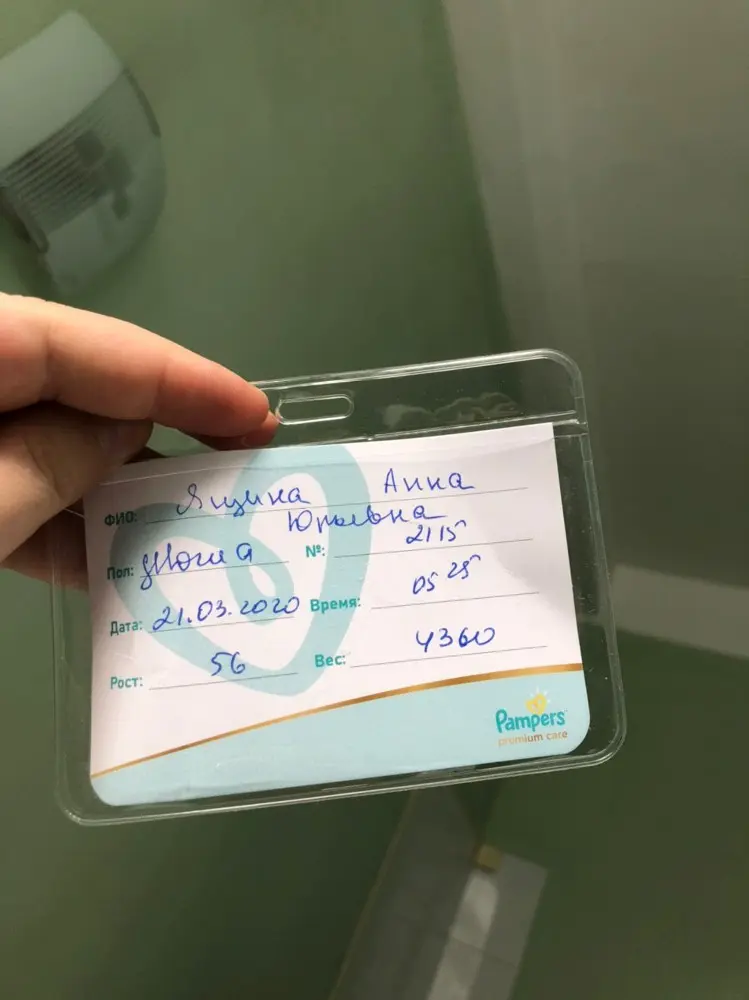 ФИО: Анна
Юрьевна
Пол: №: 2115
Дата: 21.03.2020 Время: 05 25
Рост: 56 Вес: 4360
Pampers
premium care